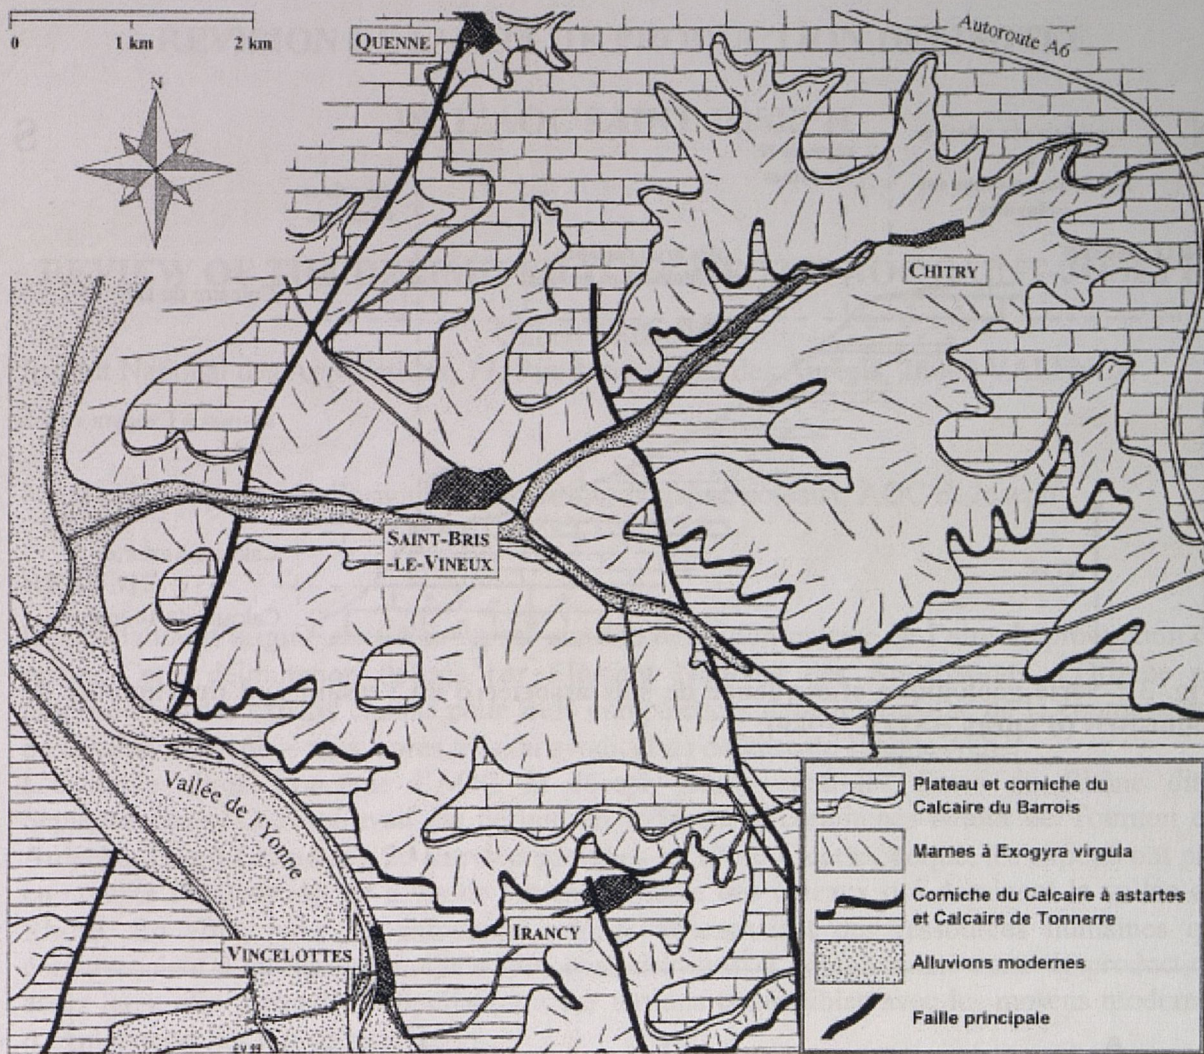 0 1 km 2 km
N
QUENNE
Autoroute A6
CHITRY
SAINT-BRIS
-LE-VINEUX
Vallée de l'Yonne
VINCELOTTES
IRANCY
Plateau et corniche du
Calcaire du Barrois
Marnes à Exogyra virgula
Corniche du Calcaire à astartes
et Calcaire de Tonnerre
Alluvions modernes
Faille principale